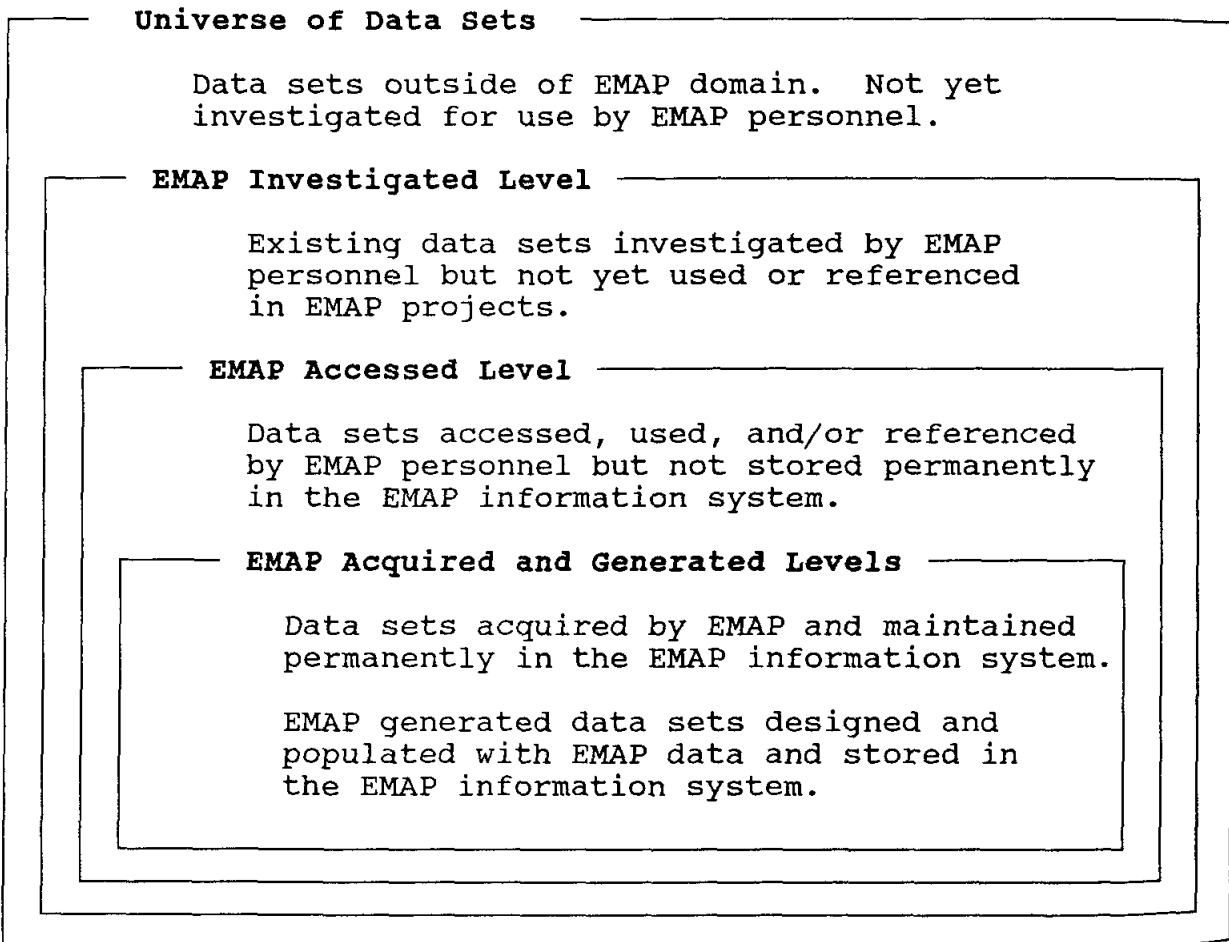 Universe of Data Sets
Data sets outside of EMAP domain. Not yet
investigated for use by EMAP personnel.
EMAP Investigated Level
Existing data sets investigated by EMAP
personnel but not yet used or referenced
in EMAP projects.
EMAP Accessed Level
Data sets accessed, used, and/or referenced
by EMAP personnel but not stored permanently
in the EMAP information system.
EMAP Acquired and Generated Levels
Data sets acquired by EMAP and maintained
permanently in the EMAP information system.
EMAP generated data sets designed and
populated with EMAP data and stored in
the EMAP information system.